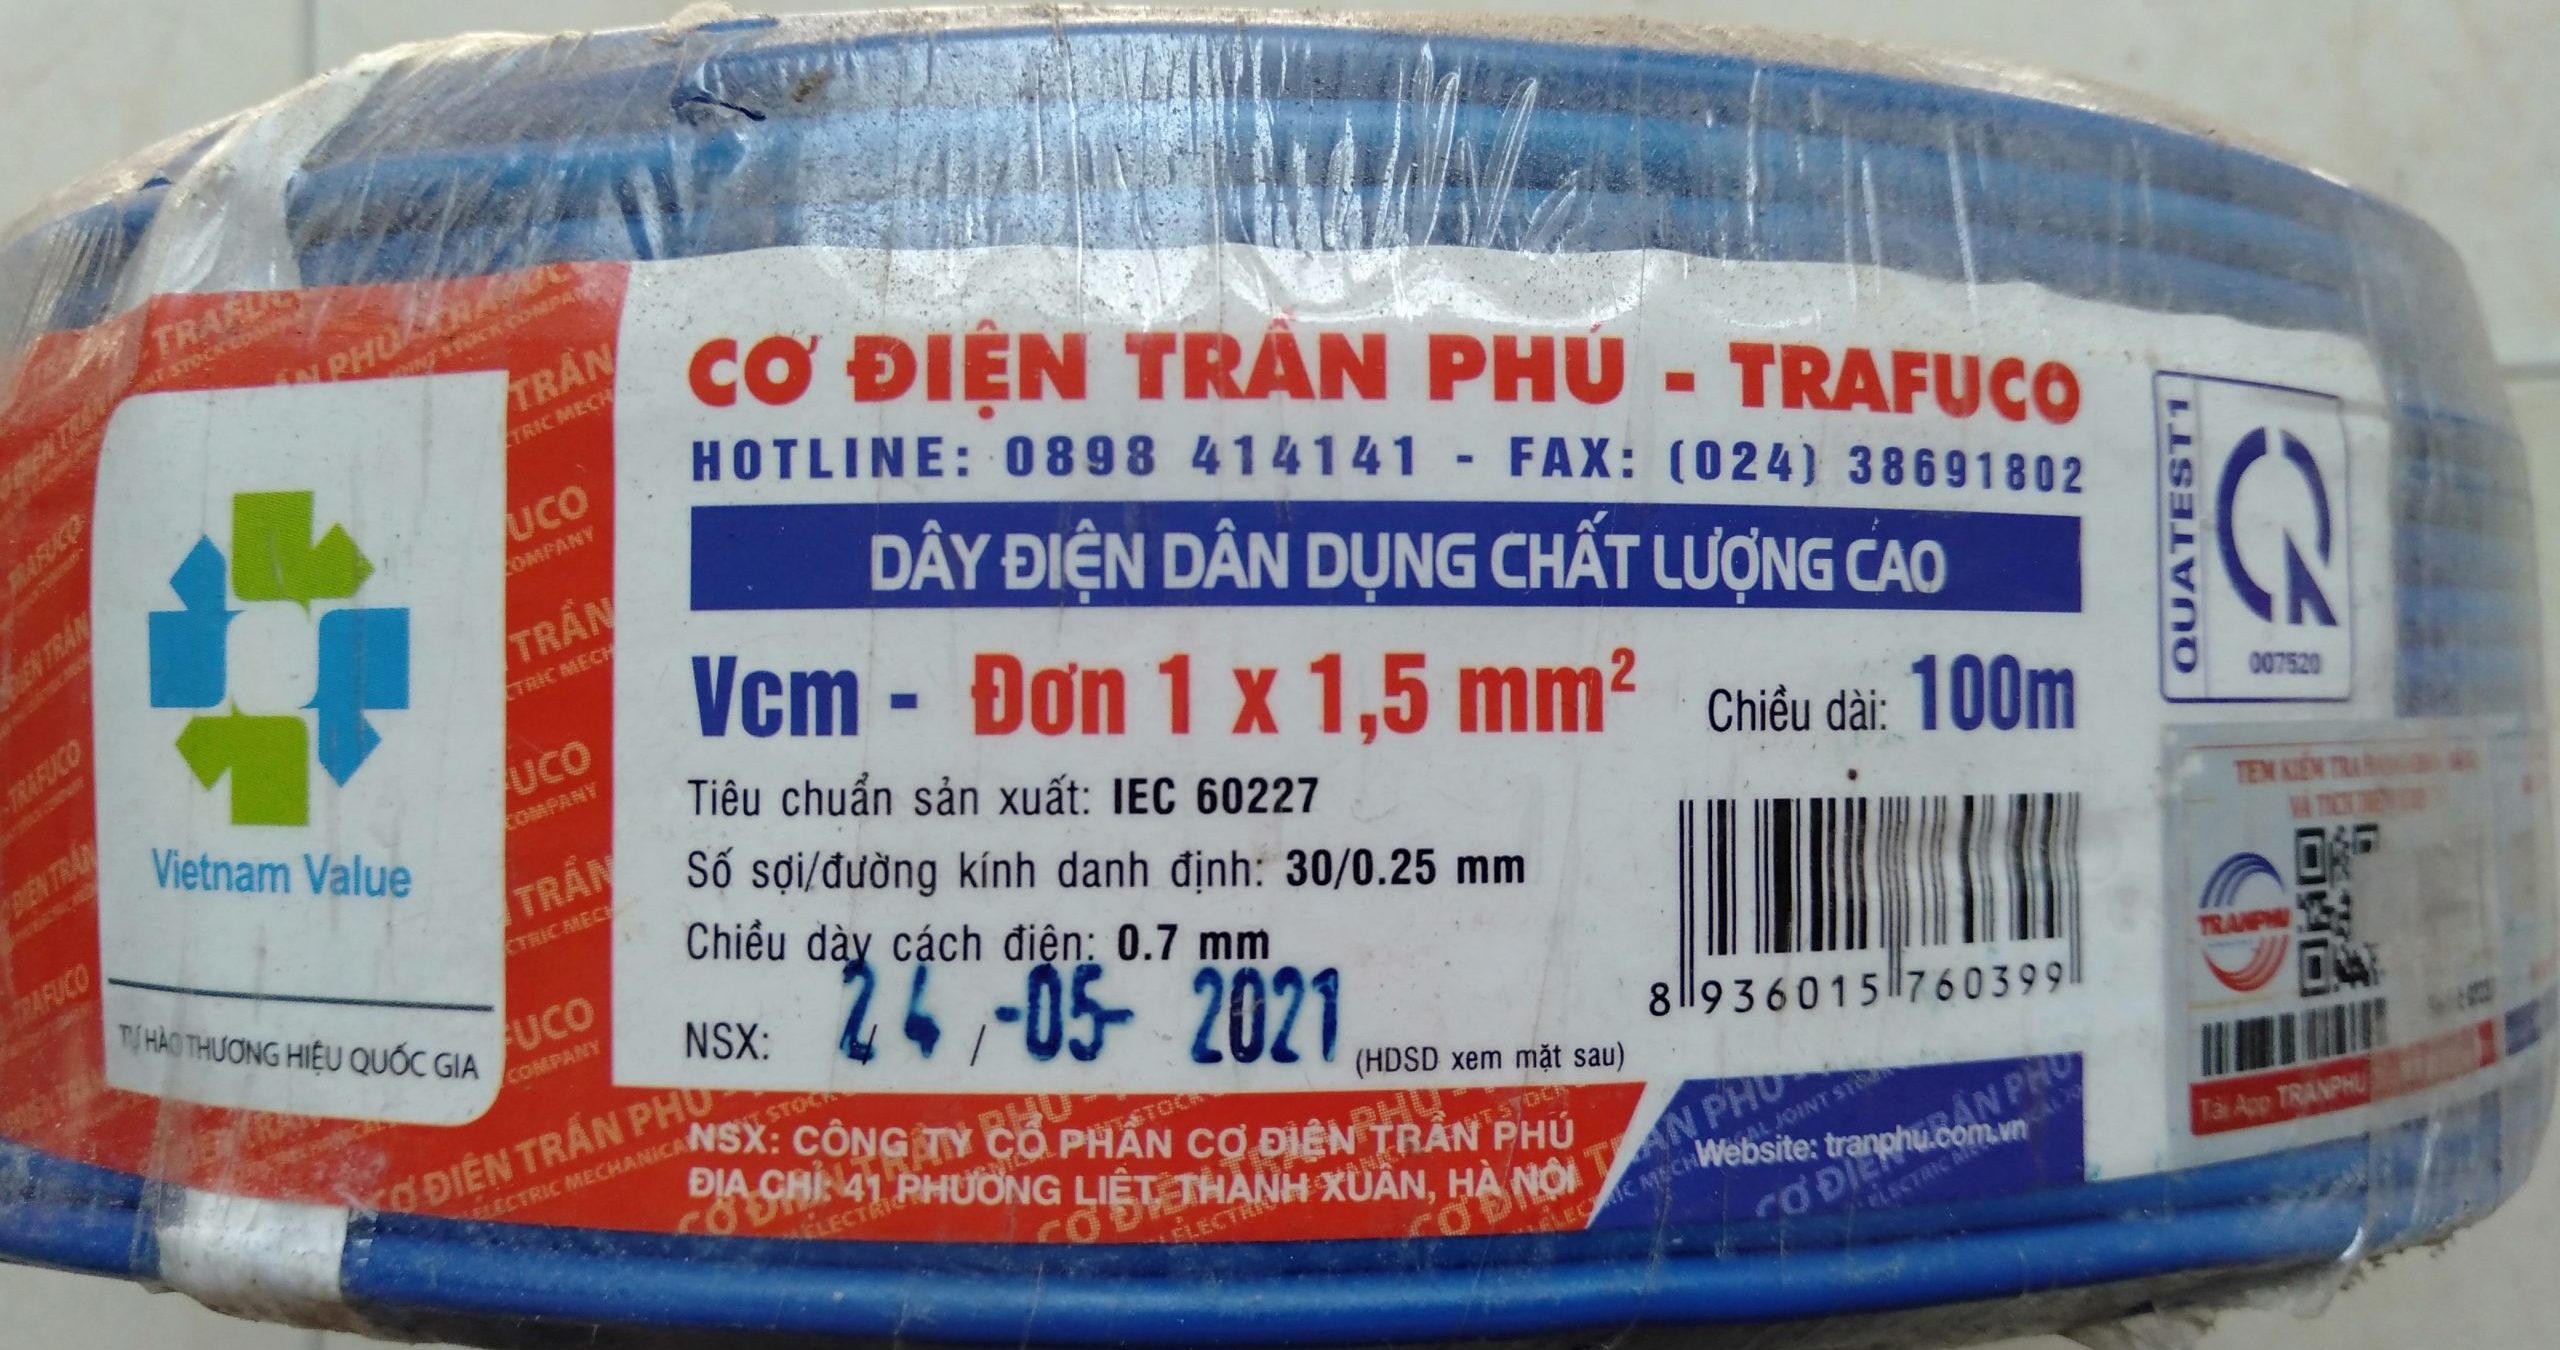 CƠ ĐIỆN TRẦN PHÚ - TRAFUCO
HOTLINE: 0898 414141 - FAX: (024) 38691802
DÂY ĐIỆN DÂN DỤNG CHẤT LƯỢNG CAO
Vcm - Đơn 1 x 1,5 mm²
Chiều dài: 100m
Tiêu chuẩn sản xuất: IEC 60227
Số sợi/đường kính danh định: 30/0.25 mm
Chiều dày cách điện: 0.7 mm
NSX: 24 / -05- 2021
(HDSD xem mặt sau)
8 936015 760399
NSX: CÔNG TY CỔ PHẦN CƠ ĐIỆN TRẦN PHÚ
ĐỊA CHỈ: 41 PHƯƠNG LIỆT, THANH XUÂN, HÀ NỘI
Website: tranphu.com.vn
Vietnam Value
TỰ HÀO THƯƠNG HIỆU QUỐC GIA
QUATEST1
007520
TEM KIỂM TRA
TRANPHU
Tải App TRANPHU